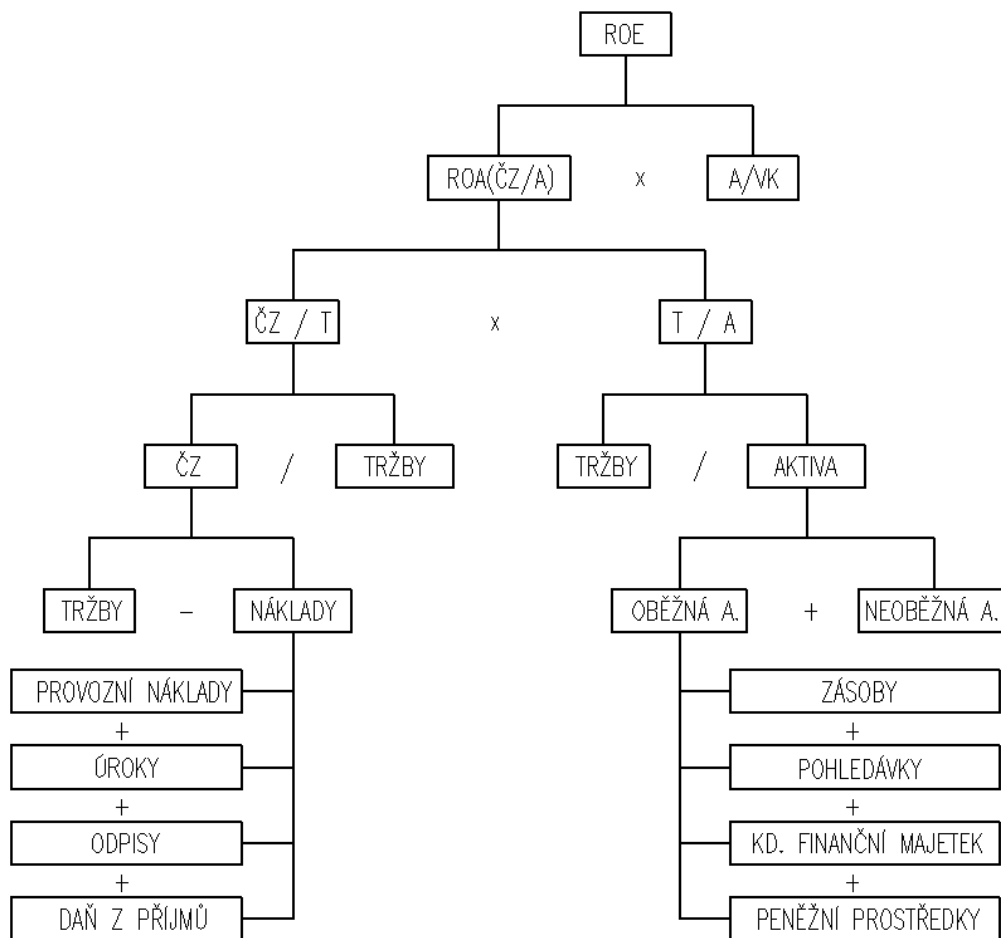 ROE
ROA(ČZ/A) x A/VK
ČZ / T x T / A
ČZ / TRŽBY TRŽBY / AKTIVA
TRŽBY - NÁKLADY OBĚŽNÁ A. + NEOBĚŽNÁ A.
PROVOZNÍ NÁKLADY ZÁSOBY
+ +
ÚROKY POHLEDÁVKY
+ +
ODPISY KD. FINANČNÍ MAJETEK
+ +
DAŇ Z PŘÍJMŮ PENĚŽNÍ PROSTŘEDKY